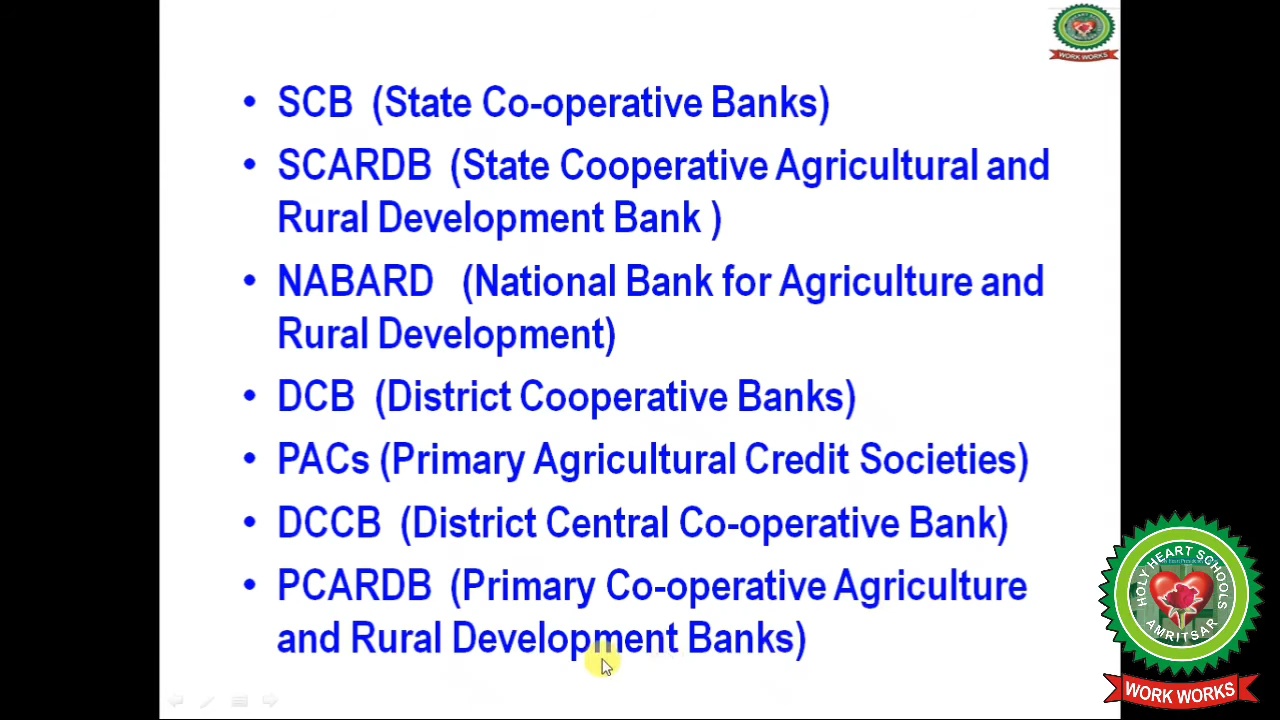 WORK WORKS
• SCB (State Co-operative Banks)
• SCARDB (State Cooperative Agricultural and
Rural Development Bank )
• NABARD (National Bank for Agriculture and
Rural Development)
• DCB (District Cooperative Banks)
• PACs (Primary Agricultural Credit Societies)
• DCCB (District Central Co-operative Bank)
• PCARDB (Primary Co-operative Agriculture
and Rural Development Banks)
HOLY HEART SCHOOLS
AMRITSAR
WORK WORKS